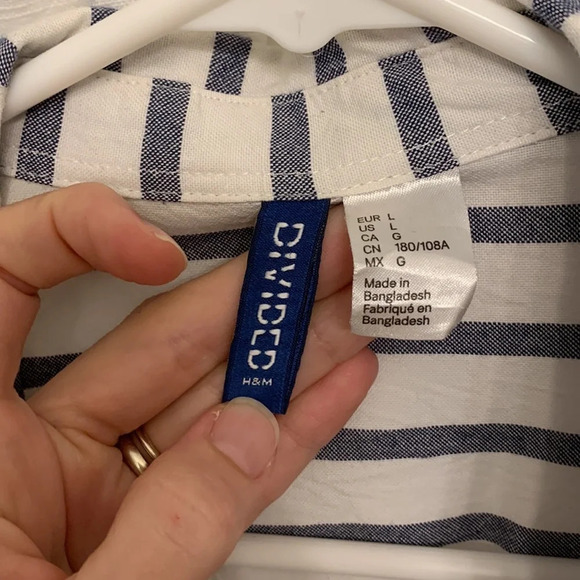 DIVIDED
H&M
EUR L
US L
CA G
CN 180/108A
MX G
Made in
Bangladesh
Fabriqué en
Bangladesh